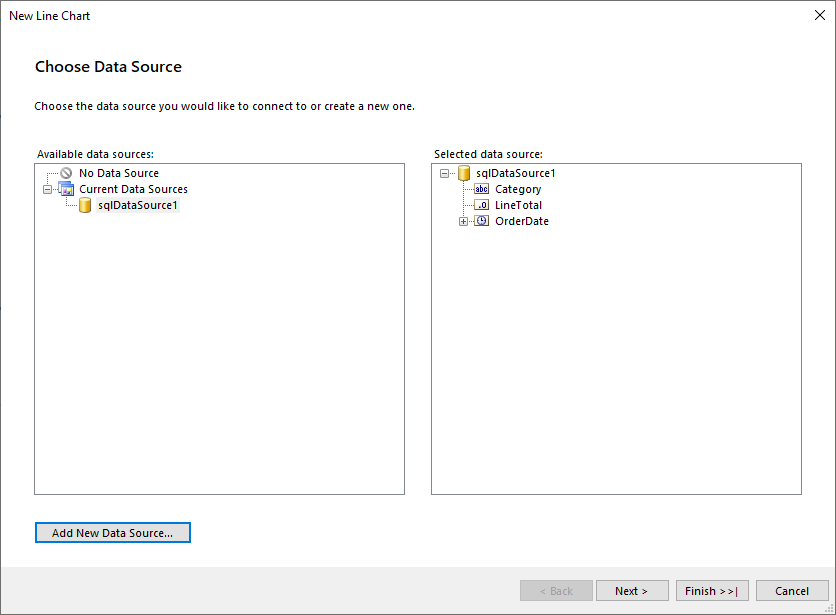 New Line Chart
Choose Data Source
Choose the data source you would like to connect to or create a new one.
Available data sources:
No Data Source
Current Data Sources
sqlDataSource1
Selected data source:
sqlDataSource1
abc Category
.0 LineTotal
OrderDate
Add New Data Source...
< Back
Next >
Finish >>|
Cancel